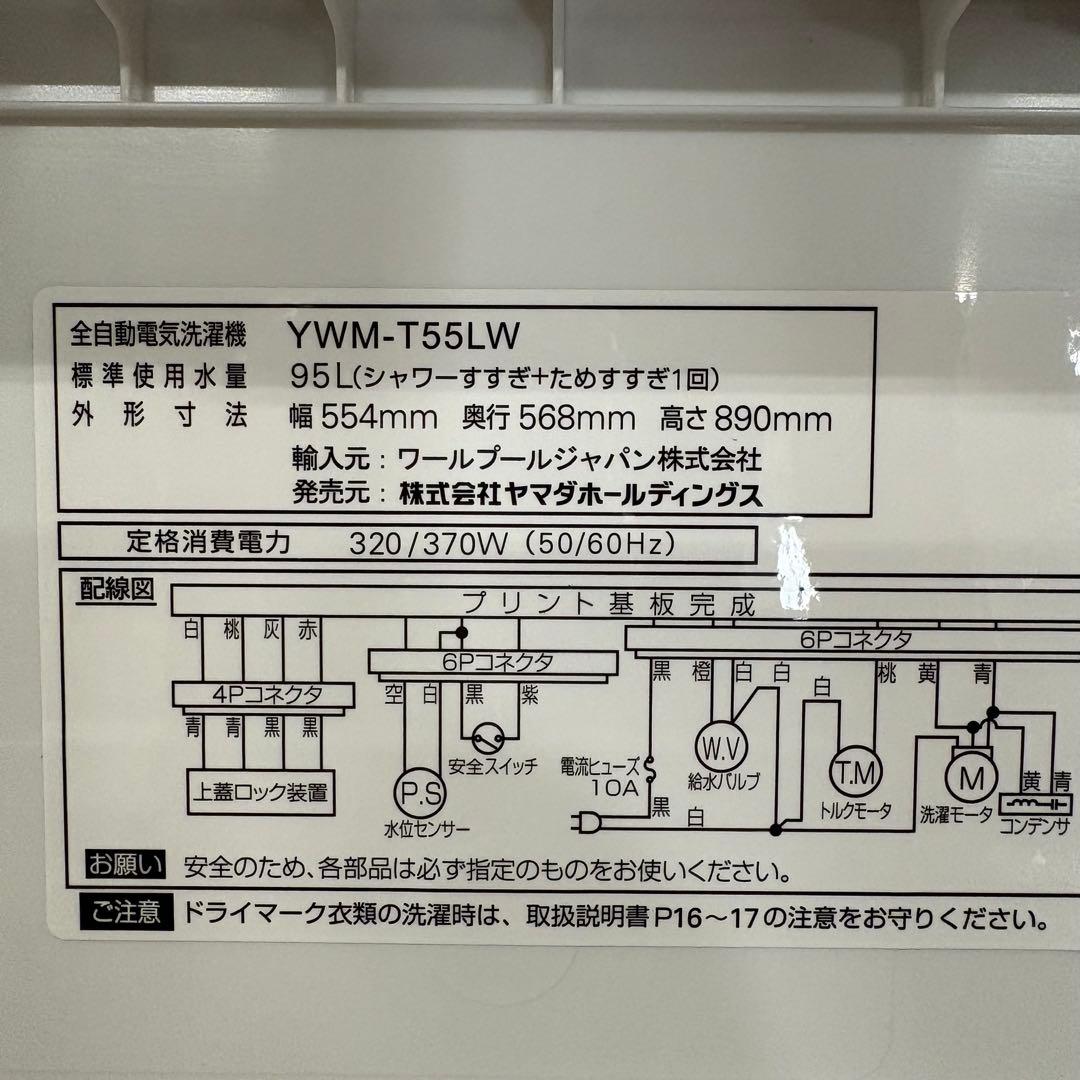 全自動電気洗濯機 YWM-T55LW
標準使用水量 95L(シャワーすすぎ+ためすすぎ1回)
外形寸法 幅554mm 奥行568mm 高さ890mm
輸入元:ワールプールジャパン株式会社
発売元:株式会社ヤマダホールディングス
定格消費電力 320/370W(50/60Hz)
配線図
プリント基板完成
白 桃 灰 赤
4Pコネクタ
青 青 黒 黒
上蓋ロック装置
6Pコネクタ
空 白 黒 紫
安全スイッチ
P.S
水位センサー
6Pコネクタ
黒 橙 白 白 白 桃 黄 青
電流ヒューズ
10A
黒
白
W.V
給水バルブ
T.M
トルクモータ
M
洗濯モータ
黄 青
コンデンサ
お願い 安全のため、各部品は必ず指定のものをお使いください。
ご注意 ドライマーク衣類の洗濯時は、取扱説明書P16〜17の注意をお守りください。